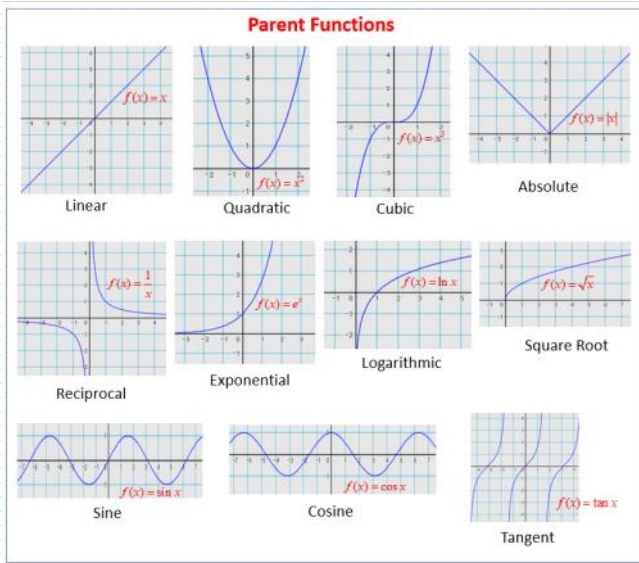 Parent Functions
f(x) = x
f(x) = x²
f(x) = x³
f(x) = |x|
Linear
Quadratic
Cubic
Absolute
f(x) = 1/x
f(x) = eˣ
f(x) = ln x
f(x) = √x
Reciprocal
Exponential
Logarithmic
Square Root
f(x) = sin x
f(x) = cos x
f(x) = tan x
Sine
Cosine
Tangent